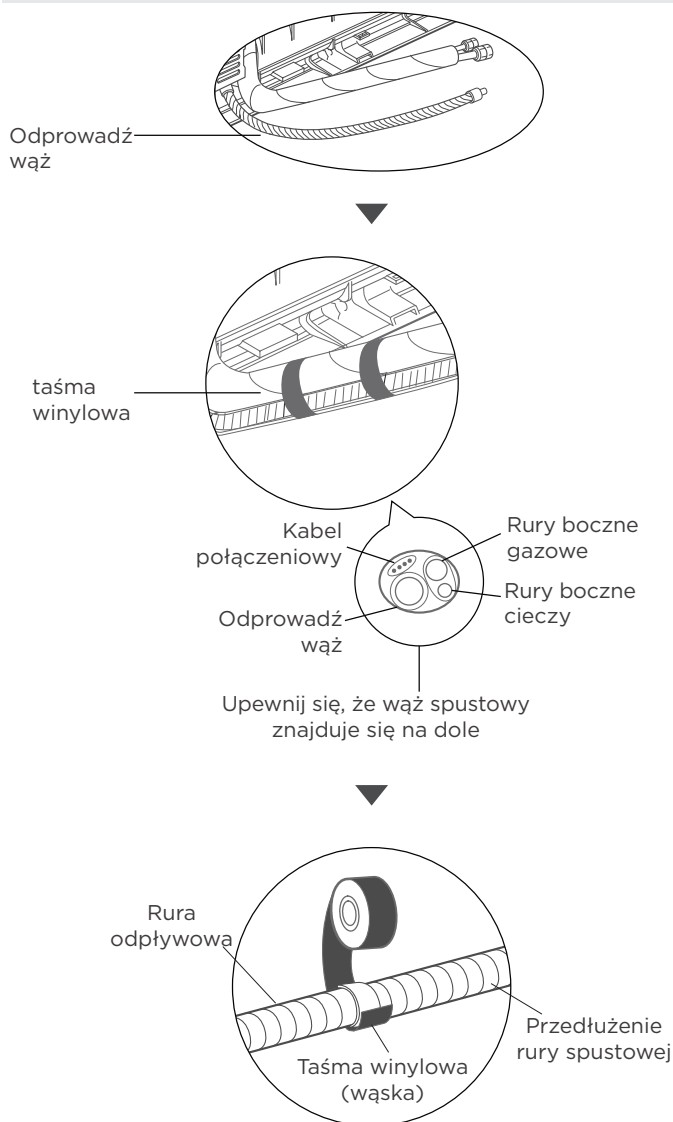 Odprowadź
wąż
taśma
winylowa
Kabel
połączeniowy
Rury boczne
gazowe
Odprowadź
wąż
Rury boczne
cieczy
Upewnij się, że wąż spustowy
znajduje się na dole
Rura
odpływowa
Przedłużenie
rury spustowej
Taśma winylowa
(wąska)